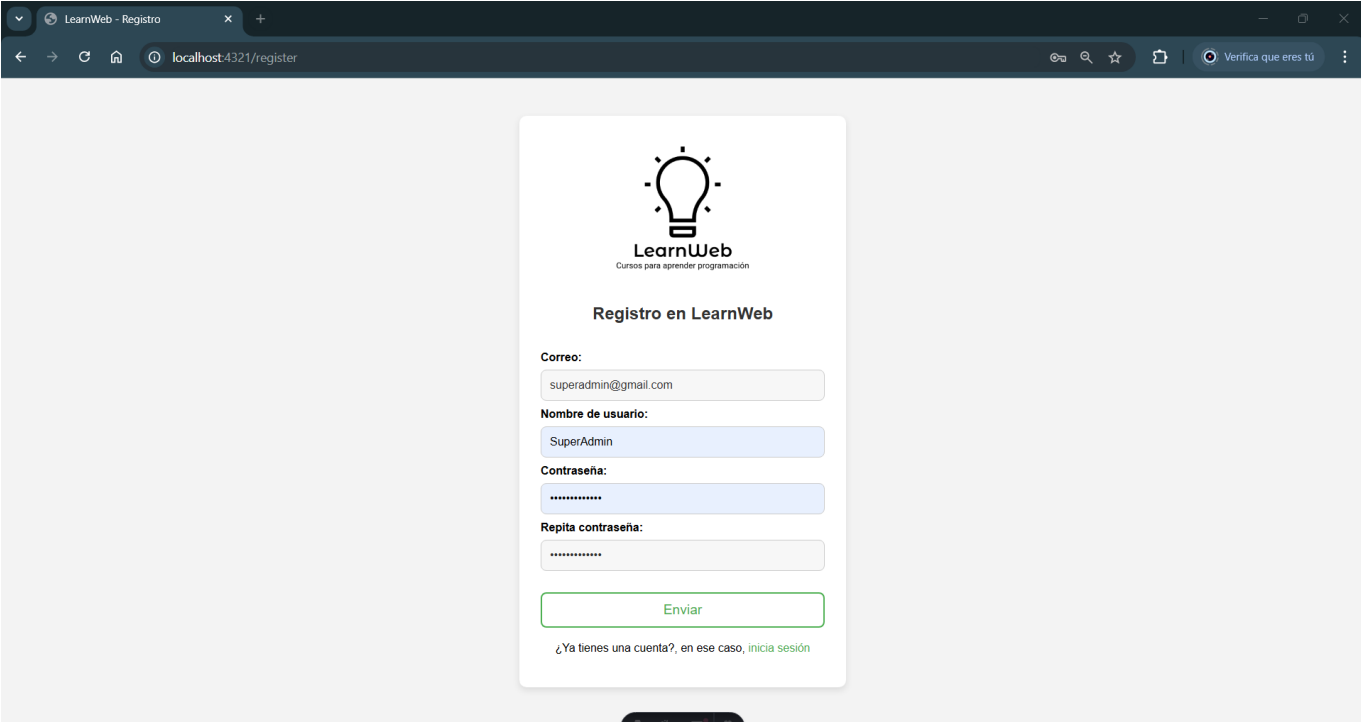 LearnWeb - Registro
localhost:4321/register
Verifica que eres tú
LearnWeb
Cursos para aprender programación
Registro en LearnWeb
Correo:
superadmin@gmail.com
Nombre de usuario:
SuperAdmin
Contraseña:
•••••••••••••
Repita contraseña:
•••••••••••••
Enviar
¿Ya tienes una cuenta?, en ese caso, inicia sesión